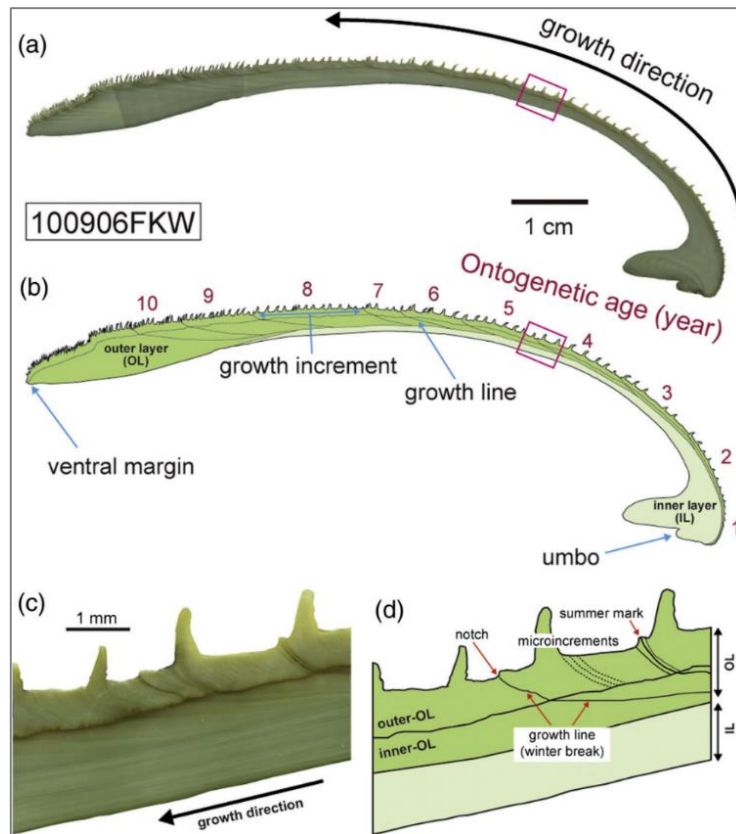 (a)
growth direction
100906FKW
1 cm
(b)
Ontogenetic age (year)
10
9
8
7
6
5
4
3
2
1
outer layer
(OL)
growth increment
growth line
ventral margin
inner layer
(IL)
umbo
(c)
1 mm
growth direction
(d)
summer mark
notch
microincrements
OL
outer-OL
inner-OL
growth line
(winter break)
IL